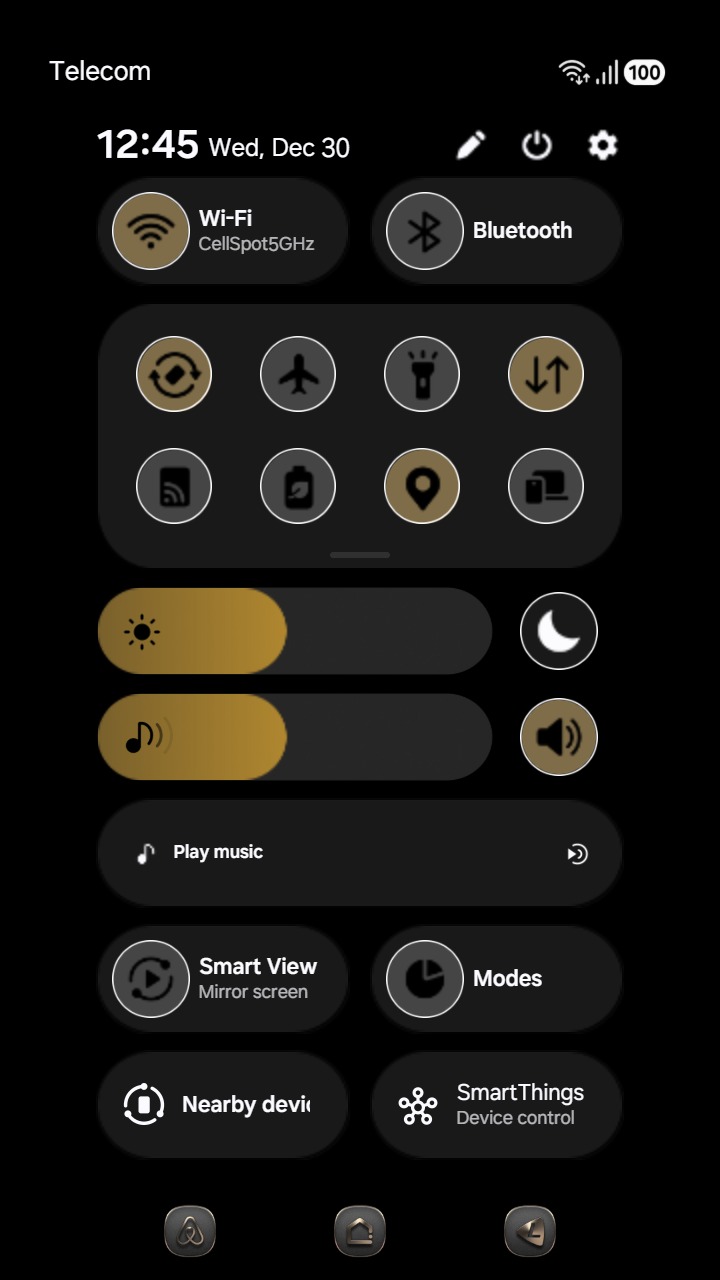 Telecom
100
12:45 Wed, Dec 30
Wi-Fi
CellSpot5GHz
Bluetooth
Play music
Smart View
Mirror screen
Modes
Nearby devi
SmartThings
Device control